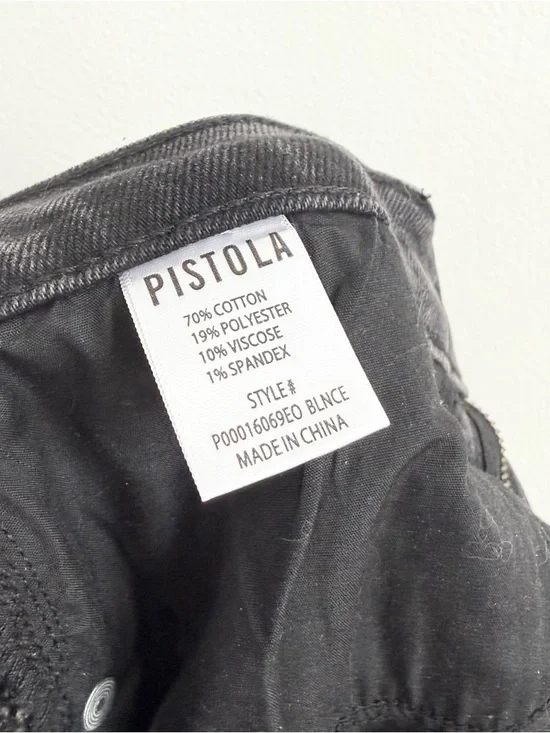 PISTOLA
70% COTTON
19% POLYESTER
10% VISCOSE
1% SPANDEX
STYLE#
P00016069EO BLNCE
MADE IN CHINA